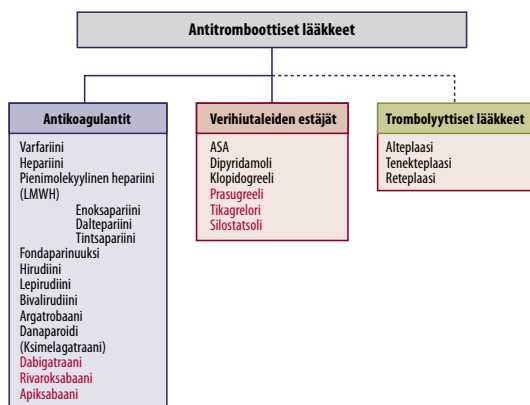 Antitromboottiset lääkkeet
Antikoagulantit
Varfariini
Hepariini
Pienimolekyylinen hepariini
(LMWH)
Enoksapariini
Daltepariini
Tintsapariini
Fondaparinuuksi
Hirudiini
Lepirudiini
Bivalirudiini
Argatrobaani
Danaparoidi
(Ksimelagatraani)
Dabigatraani
Rivaroksabaani
Apiksabaani
Verihiutaleiden estäjät
ASA
Dipyridamoli
Klopidogreeli
Prasugreeli
Tikagrelori
Silostatsoli
Trombolyyttiset lääkkeet
Alteplaasi
Tenekteplaasi
Reteplaasi